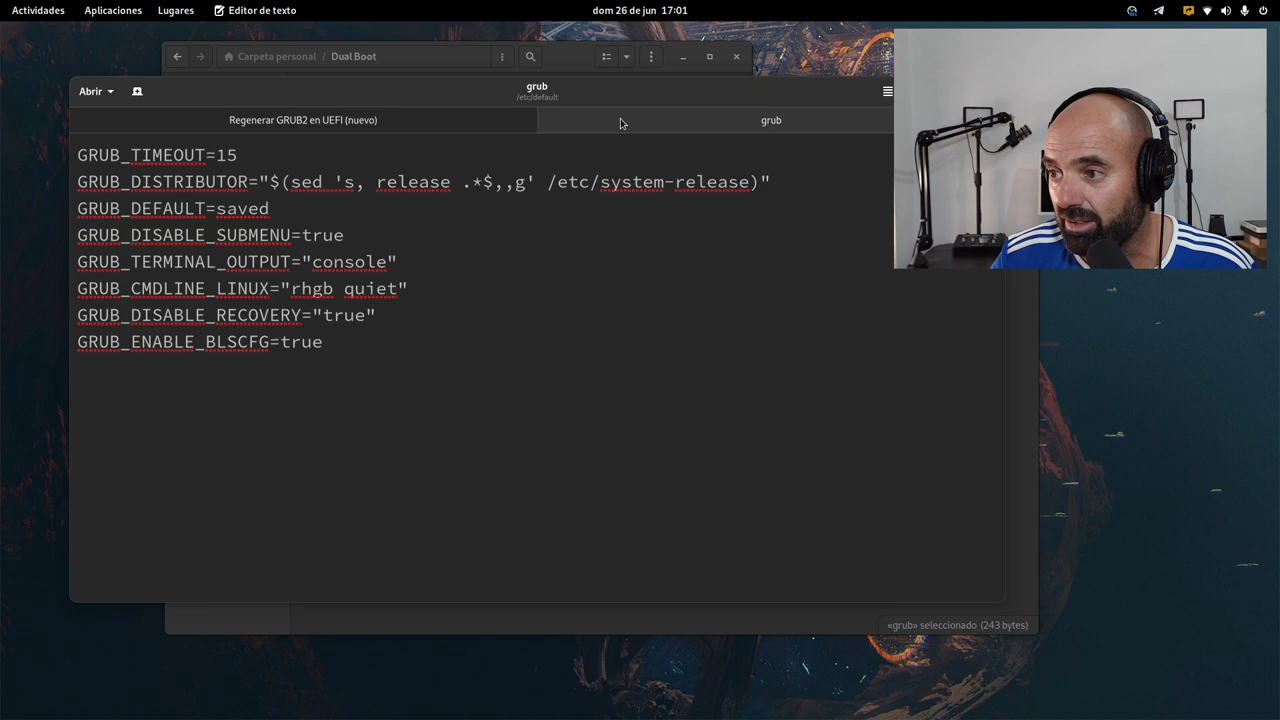 Actividades Aplicaciones Lugares Editor de texto dom 26 de jun 17:01
Carpeta personal / Dual Boot
Abrir grub
/etc/default
Regenerar GRUB2 en UEFI (nuevo) grub
GRUB_TIMEOUT=15
GRUB_DISTRIBUTOR="$(sed 's, release .*$,,g' /etc/system-release)"
GRUB_DEFAULT=saved
GRUB_DISABLE_SUBMENU=true
GRUB_TERMINAL_OUTPUT="console"
GRUB_CMDLINE_LINUX="rhgb quiet"
GRUB_DISABLE_RECOVERY="true"
GRUB_ENABLE_BLSCFG=true
«grub» seleccionado (243 bytes)